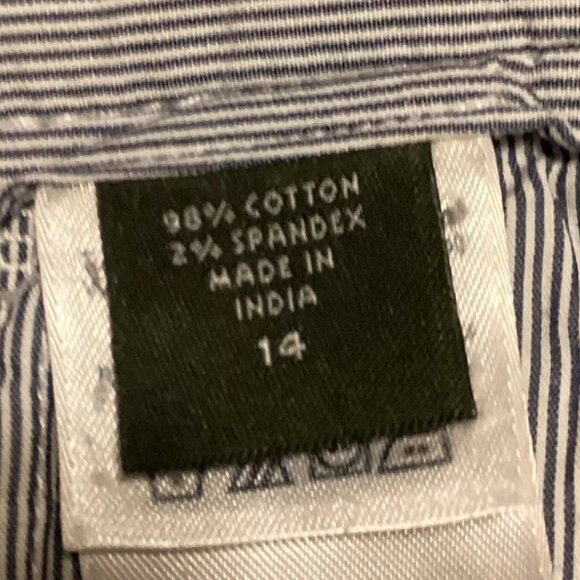 98% COTTON
2% SPANDEX
MADE IN
INDIA
14